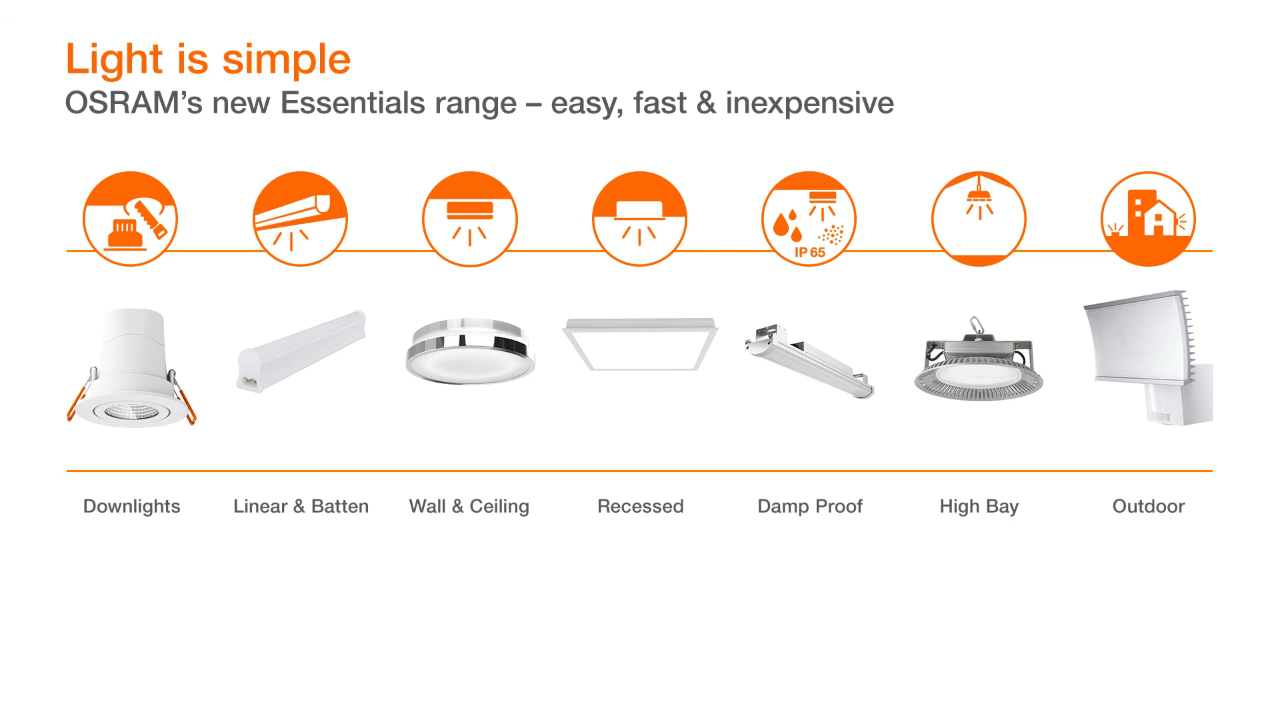 Light is simple
OSRAM’s new Essentials range – easy, fast & inexpensive
IP 65
Downlights
Linear & Batten
Wall & Ceiling
Recessed
Damp Proof
High Bay
Outdoor